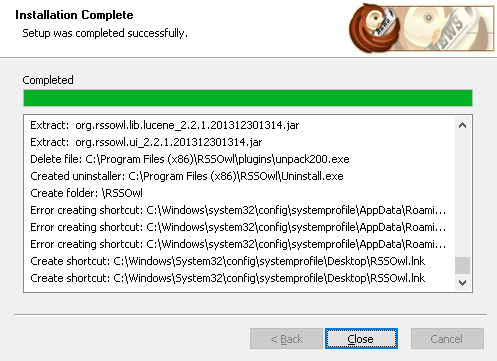 Installation Complete
Setup was completed successfully.
NEWS
NEWS
Completed
Extract: org.rssowl.lib.lucene_2.2.1.201312301314.jar
Extract: org.rssowl.ui_2.2.1.201312301314.jar
Delete file: C:\Program Files (x86)\RSSOwl\plugins\unpack200.exe
Created uninstaller: C:\Program Files (x86)\RSSOwl\Uninstall.exe
Create folder: \RSSOwl
Error creating shortcut: C:\Windows\system32\config\systemprofile\AppData\Roami...
Error creating shortcut: C:\Windows\system32\config\systemprofile\AppData\Roami...
Error creating shortcut: C:\Windows\system32\config\systemprofile\AppData\Roami...
Create shortcut: C:\Windows\System32\config\systemprofile\Desktop\RSSOwl.lnk
Create shortcut: C:\Windows\System32\config\systemprofile\Desktop\RSSOwl.lnk
< Back
Close
Cancel